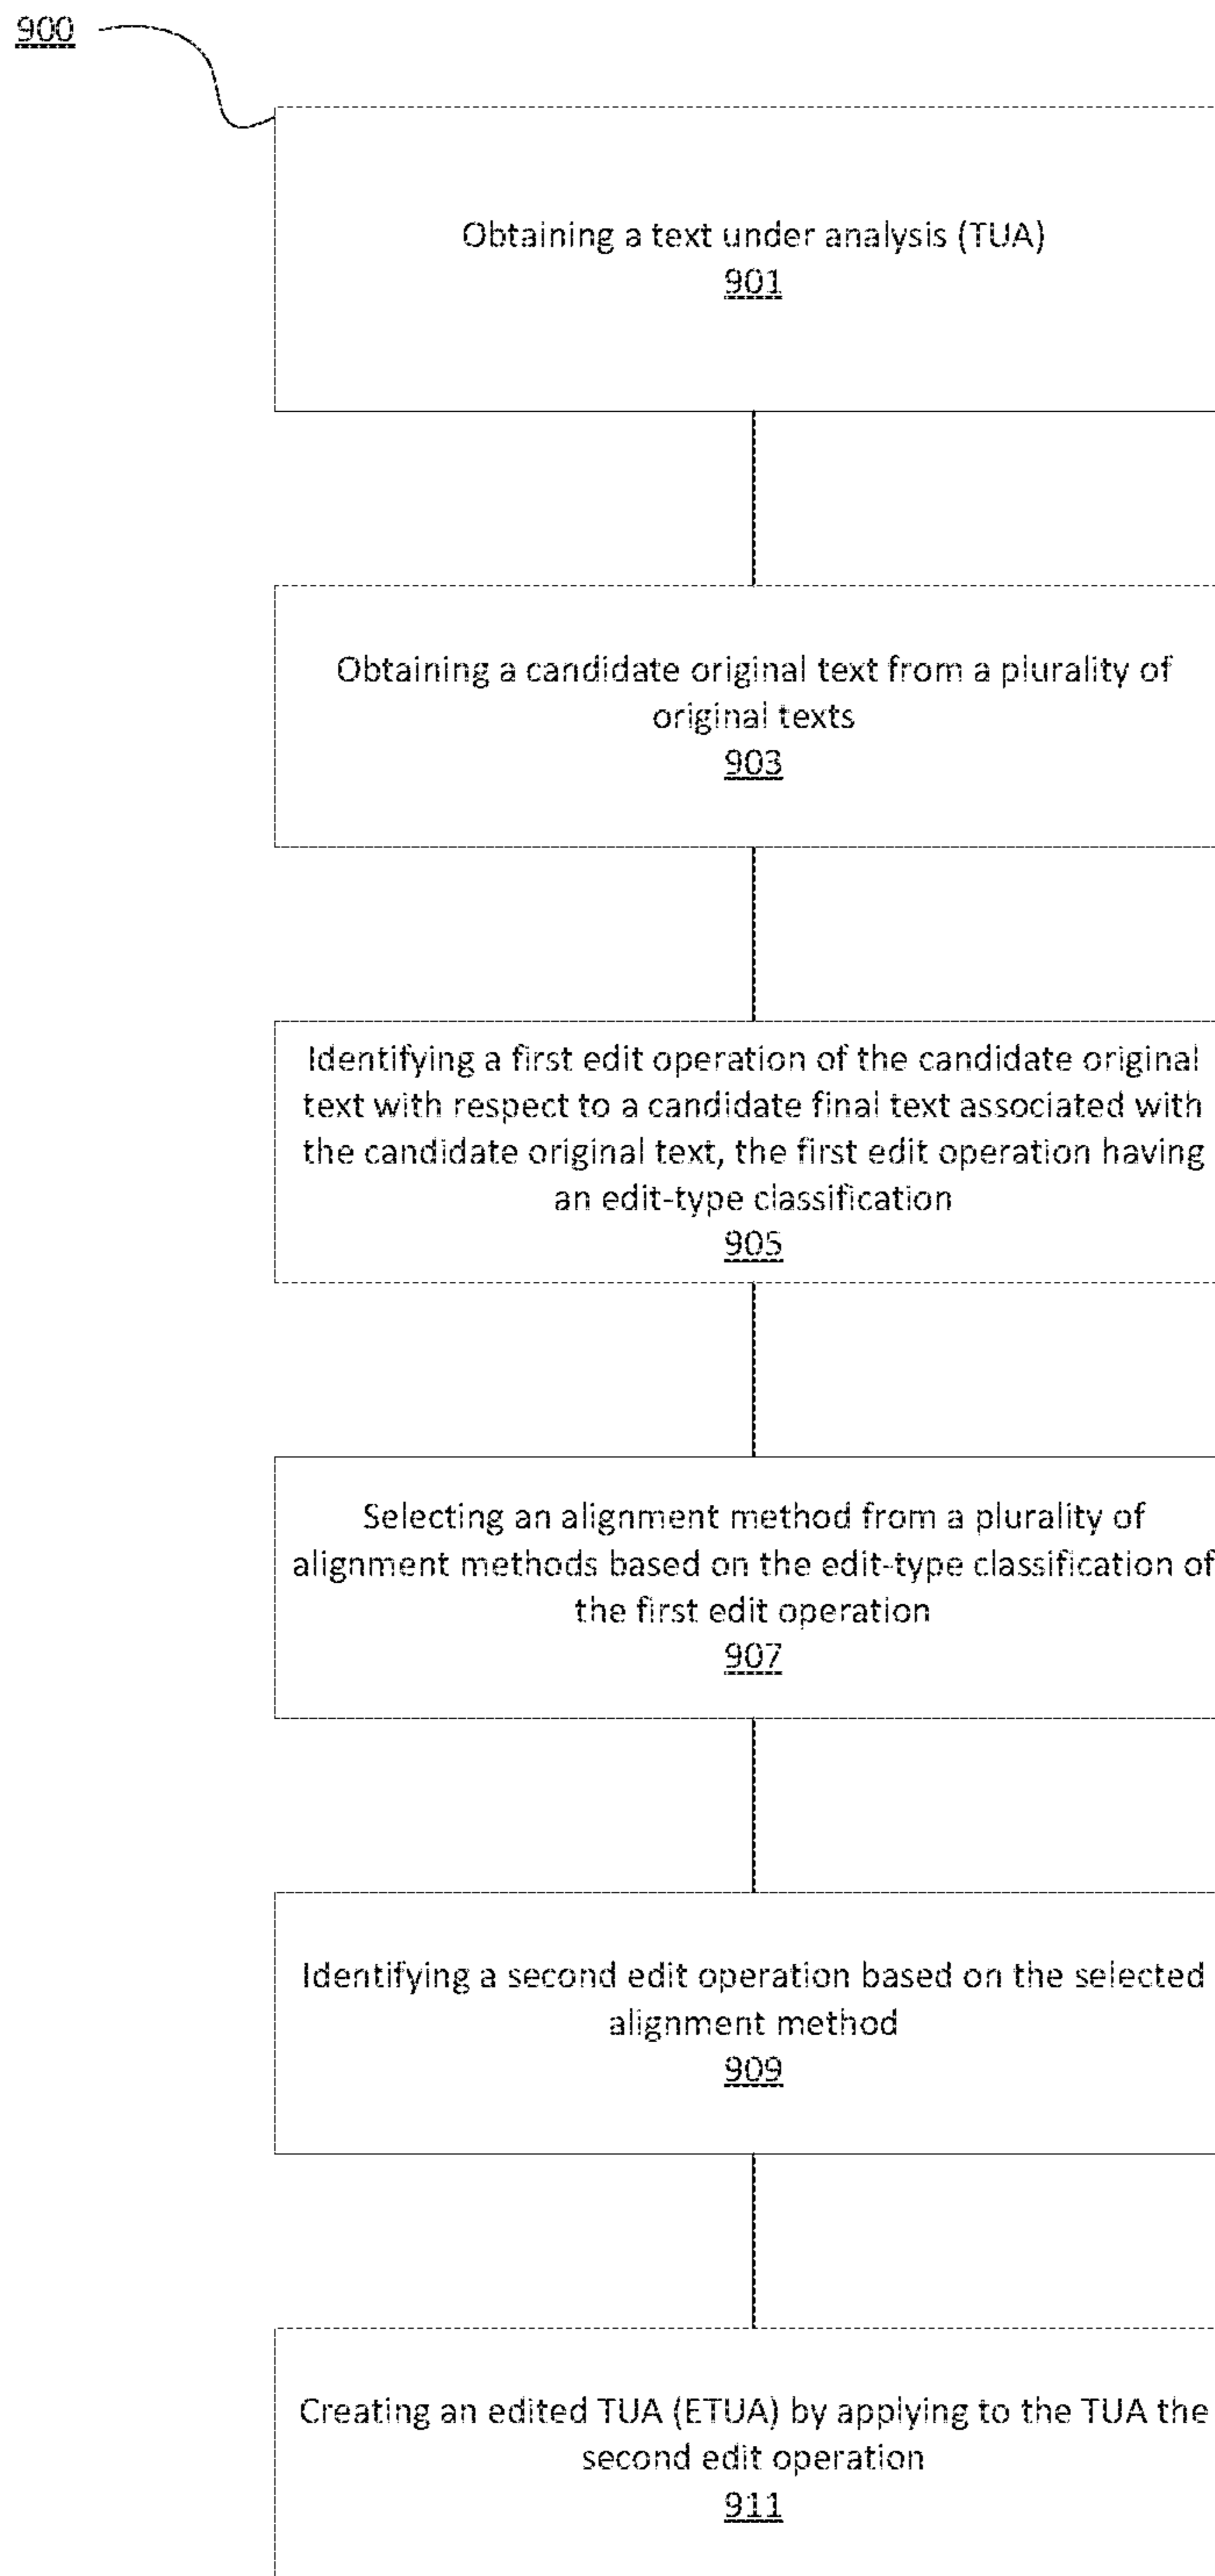 900
Obtaining a text under analysis (TUA)
901
Obtaining a candidate original text from a plurality of
original texts
903
Identifying a first edit operation of the candidate original
text with respect to a candidate final text associated with
the candidate original text, the first edit operation having
an edit-type classification
905
Selecting an alignment method from a plurality of
alignment methods based on the edit-type classification of
the first edit operation
907
Identifying a second edit operation based on the selected
alignment method
909
Creating an edited TUA (ETUA) by applying to the TUA the
second edit operation
911